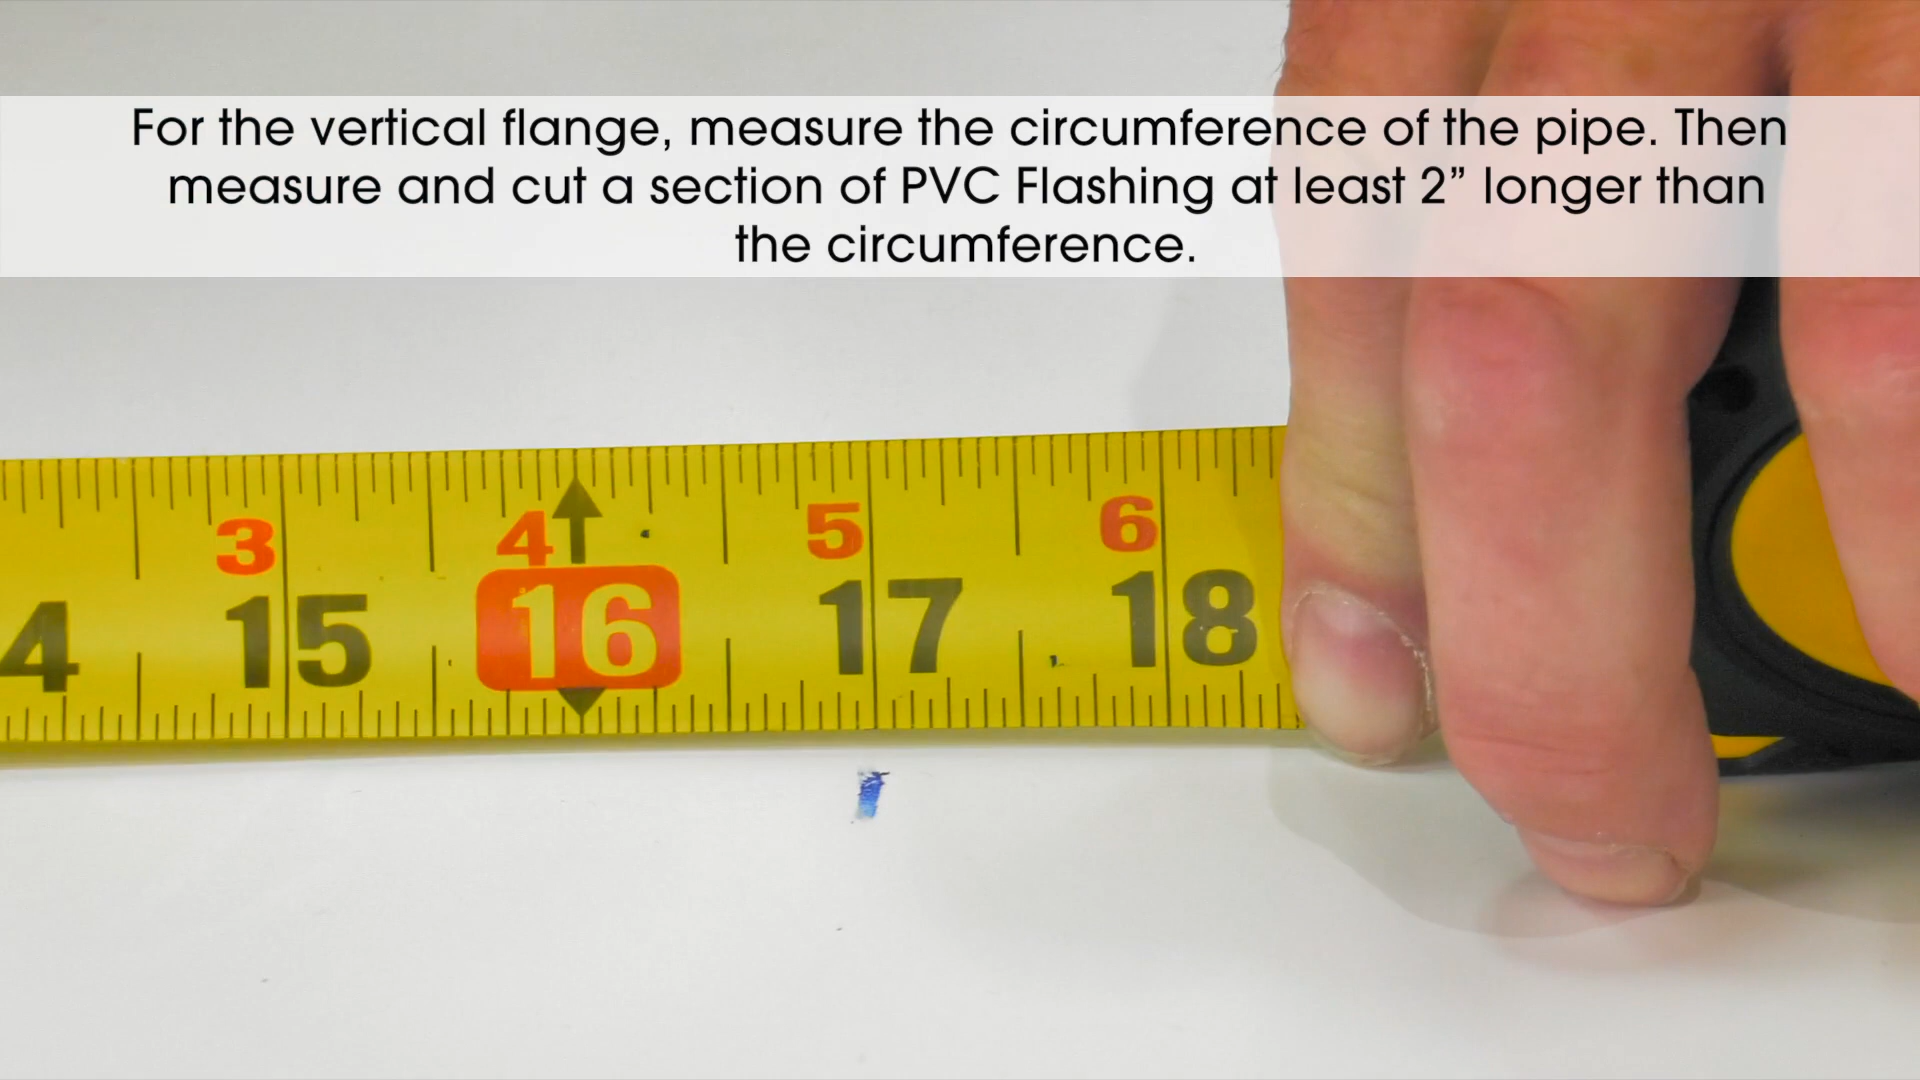 For the vertical flange, measure the circumference of the pipe. Then
measure and cut a section of PVC Flashing at least 2” longer than
the circumference.
3 4 5 6
4 15 16 17 18